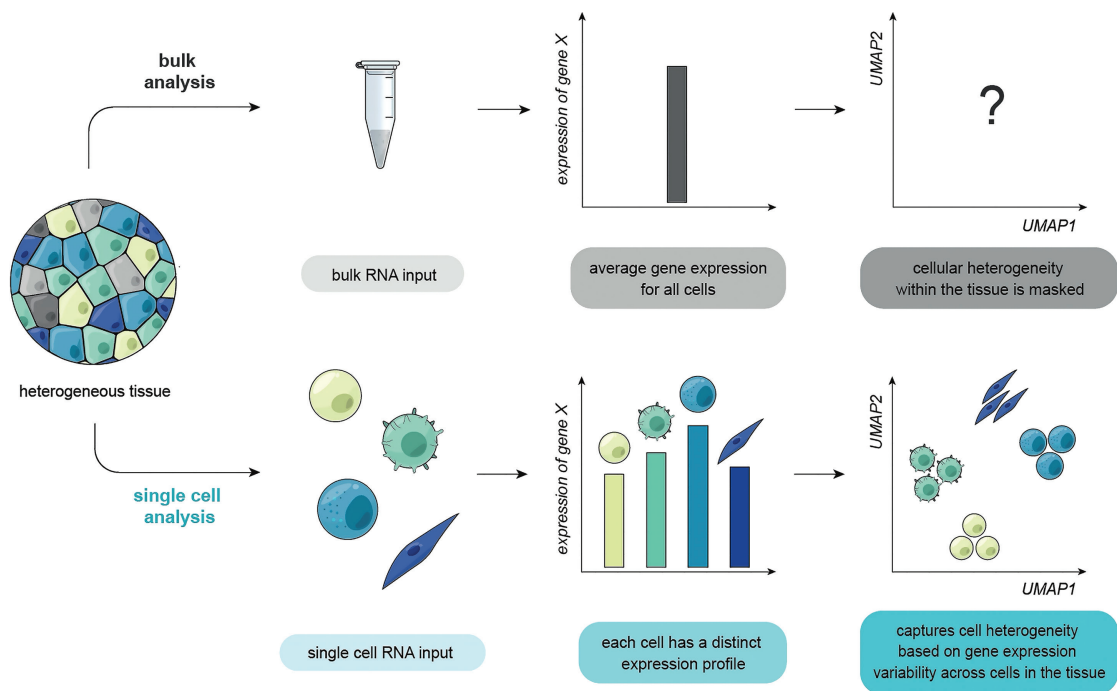 bulk
analysis
expression of gene X
UMAP2
?
UMAP1
bulk RNA input
average gene expression
for all cells
cellular heterogeneity
within the tissue is masked
heterogeneous tissue
single cell
analysis
expression of gene X
UMAP2
UMAP1
single cell RNA input
each cell has a distinct
expression profile
captures cell heterogeneity
based on gene expression
variability across cells in the tissue